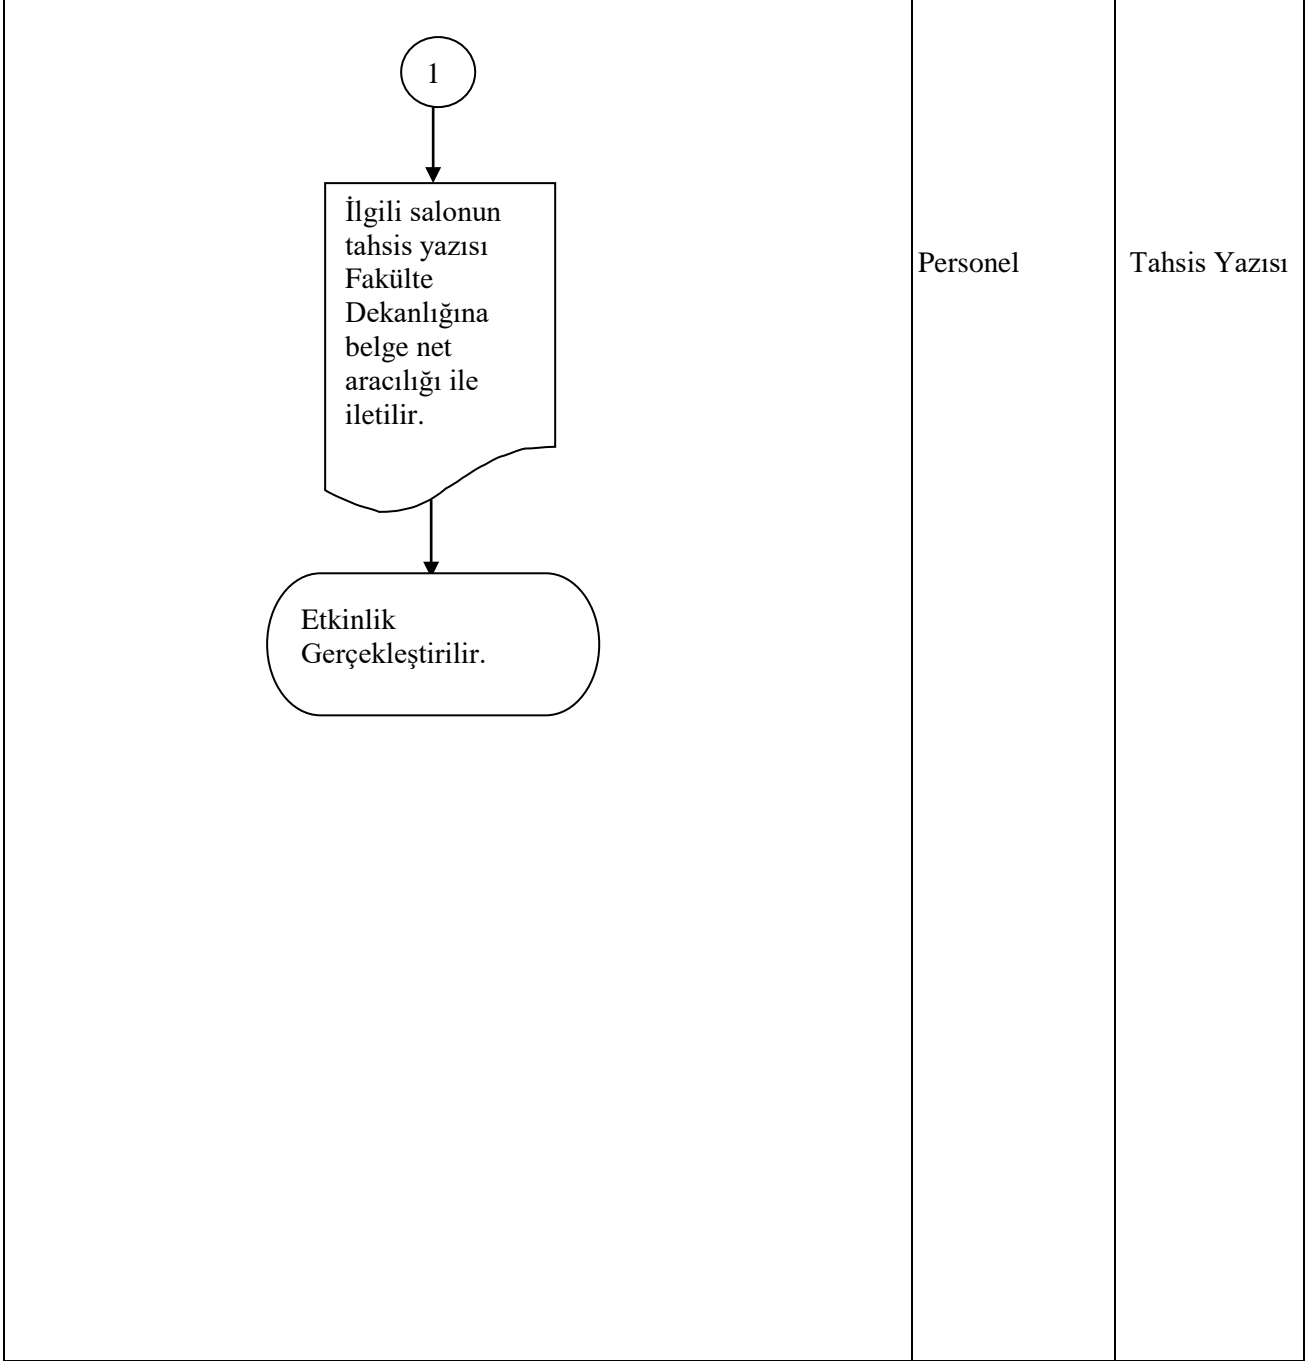 1
İlgili salonun
tahsis yazısı
Fakülte
Dekanlığına
belge net
aracılığı ile
iletilir.
Personel
Tahsis Yazısı
Etkinlik
Gerçekleştirilir.